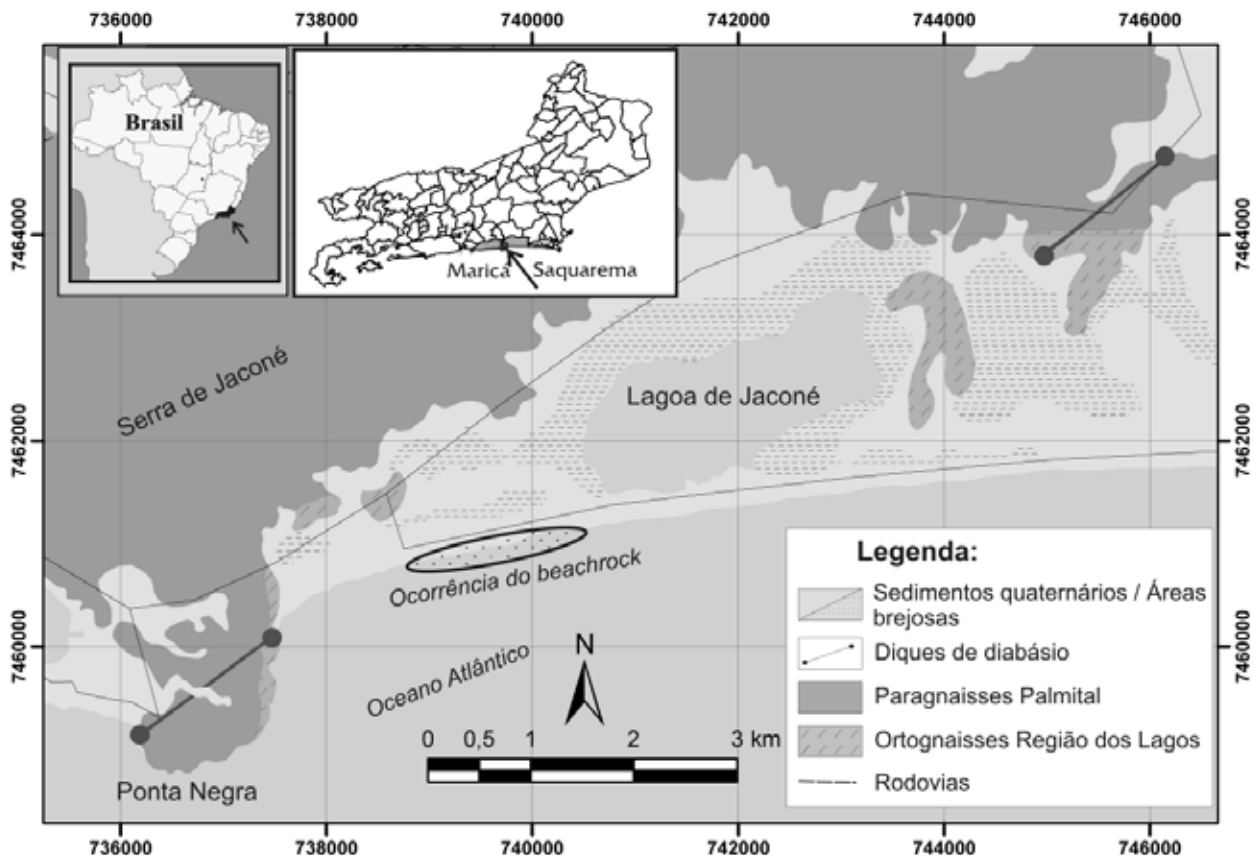 736000
738000
740000
742000
744000
746000
Brasil
Marica
Saquarema
7464000
7464000
Serra de Jaconé
Lagoa de Jaconé
7462000
7462000
Ocorrência do beachrock
Legenda:
Sedimentos quaternários / Áreas
brejosas
Diques de diabásio
Paragnaisses Palmital
Ortognaisses Região dos Lagos
Rodovias
7460000
7460000
N
Oceano Atlântico
0 0,5 1 2 3 km
Ponta Negra
736000
738000
740000
742000
744000
746000